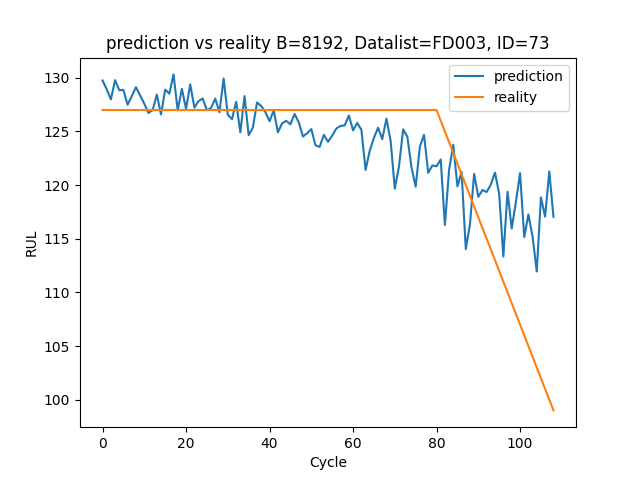 prediction vs reality B=8192, Datalist=FD003, ID=73
prediction
reality
130
125
120
115
110
105
100
RUL
0 20 40 60 80 100
Cycle